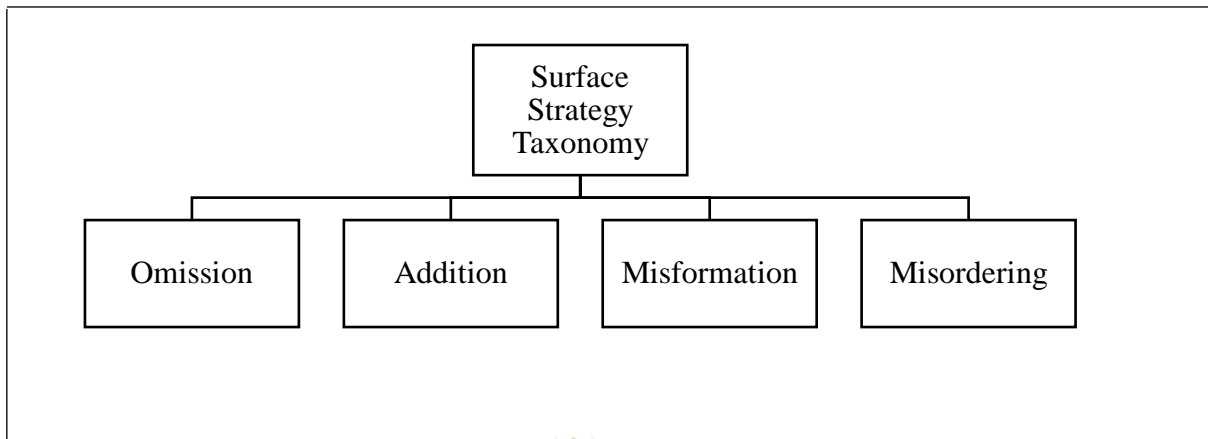 Surface
Strategy
Taxonomy
Omission
Addition
Misformation
Misordering